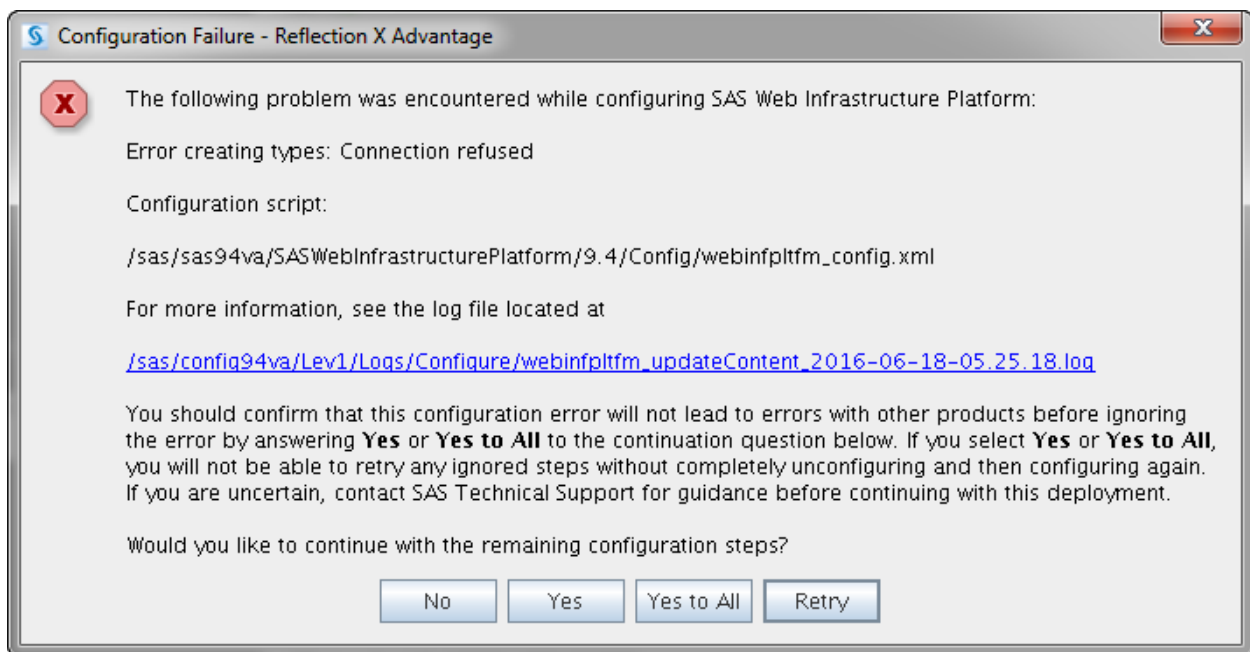 Configuration Failure - Reflection X Advantage
X
X
The following problem was encountered while configuring SAS Web Infrastructure Platform:
Error creating types: Connection refused
Configuration script:
/sas/sas94va/SASWebInfrastructurePlatform/9.4/Config/webinfpltfm_config.xml
For more information, see the log file located at
/sas/config94va/Lev1/Logs/Configure/webinfpltfm_updateContent_2016-06-18-05.25.18.log
You should confirm that this configuration error will not lead to errors with other products before ignoring
the error by answering Yes or Yes to All to the continuation question below. If you select Yes or Yes to All,
you will not be able to retry any ignored steps without completely unconfiguring and then configuring again.
If you are uncertain, contact SAS Technical Support for guidance before continuing with this deployment.
Would you like to continue with the remaining configuration steps?
No Yes Yes to All Retry